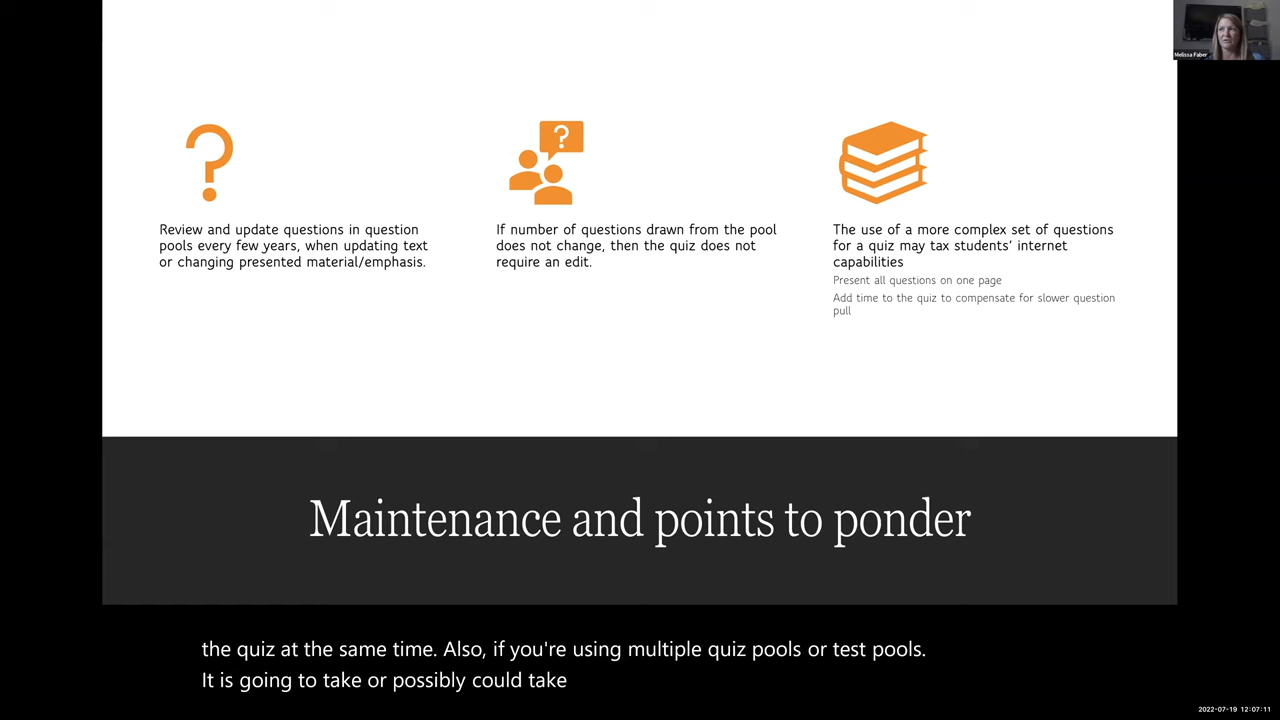 Melissa Faber
?
Review and update questions in question
pools every few years, when updating text
or changing presented material/emphasis.
?
If number of questions drawn from the pool
does not change, then the quiz does not
require an edit.
The use of a more complex set of questions
for a quiz may tax students’ internet
capabilities
Present all questions on one page
Add time to the quiz to compensate for slower question
pull
Maintenance and points to ponder
the quiz at the same time. Also, if you're using multiple quiz pools or test pools.
It is going to take or possibly could take
2022-07-19 12:07:11